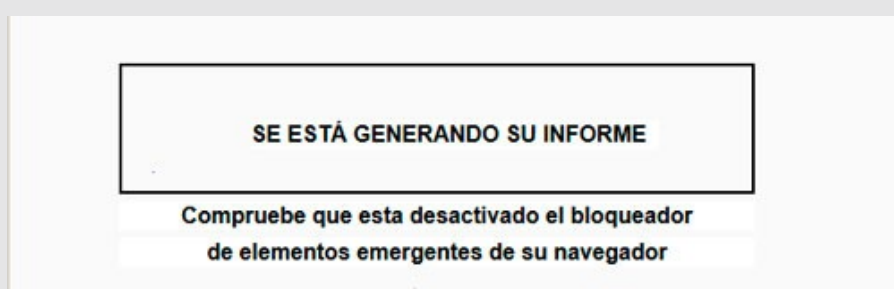 SE ESTÁ GENERANDO SU INFORME
Compruebe que esta desactivado el bloqueador
de elementos emergentes de su navegador